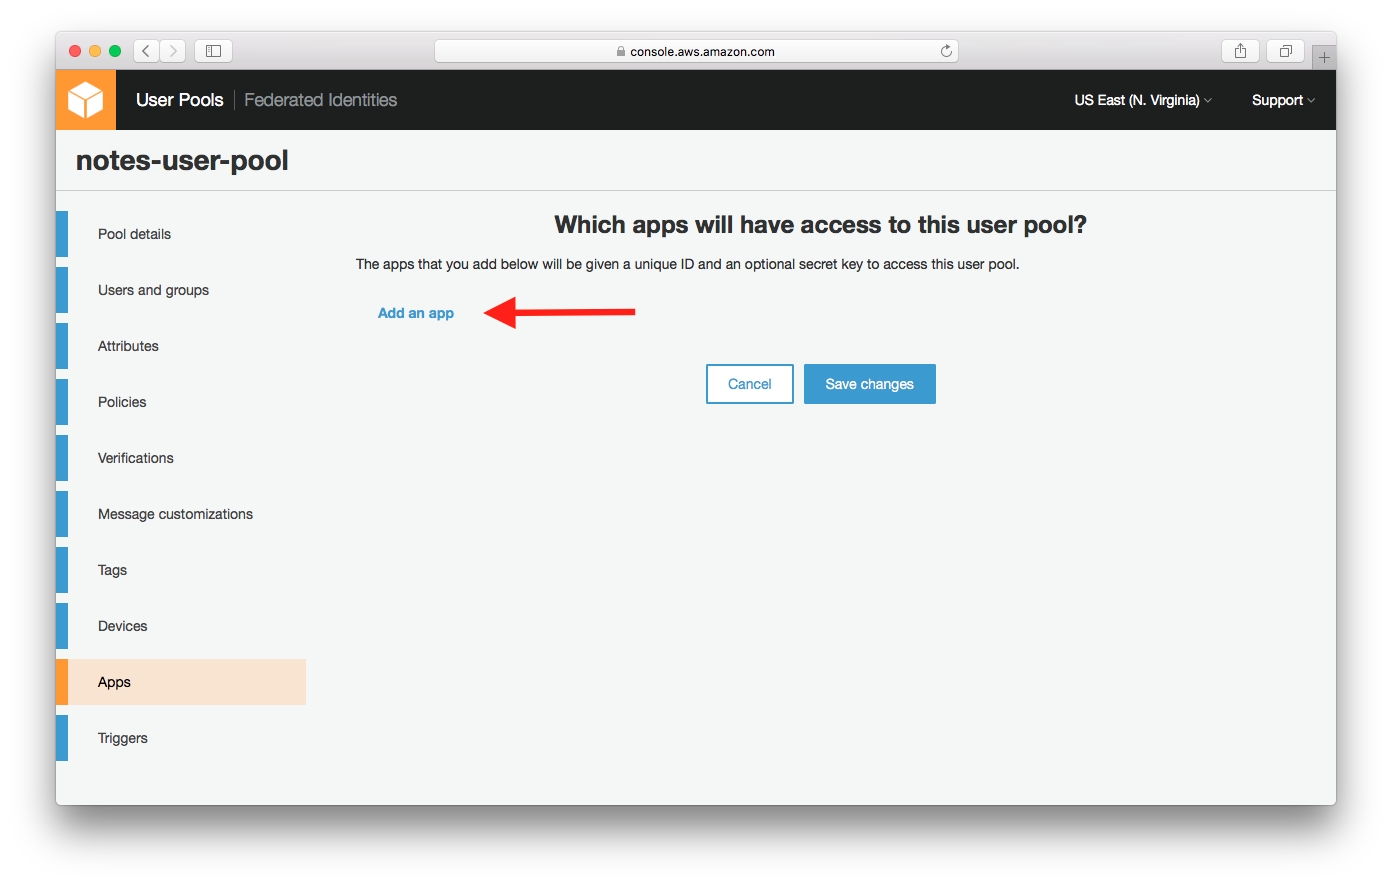 console.aws.amazon.com
User Pools Federated Identities US East (N. Virginia) Support
notes-user-pool
Pool details
Users and groups
Attributes
Policies
Verifications
Message customizations
Tags
Devices
Apps
Triggers
Which apps will have access to this user pool?
The apps that you add below will be given a unique ID and an optional secret key to access this user pool.
Add an app
Cancel Save changes